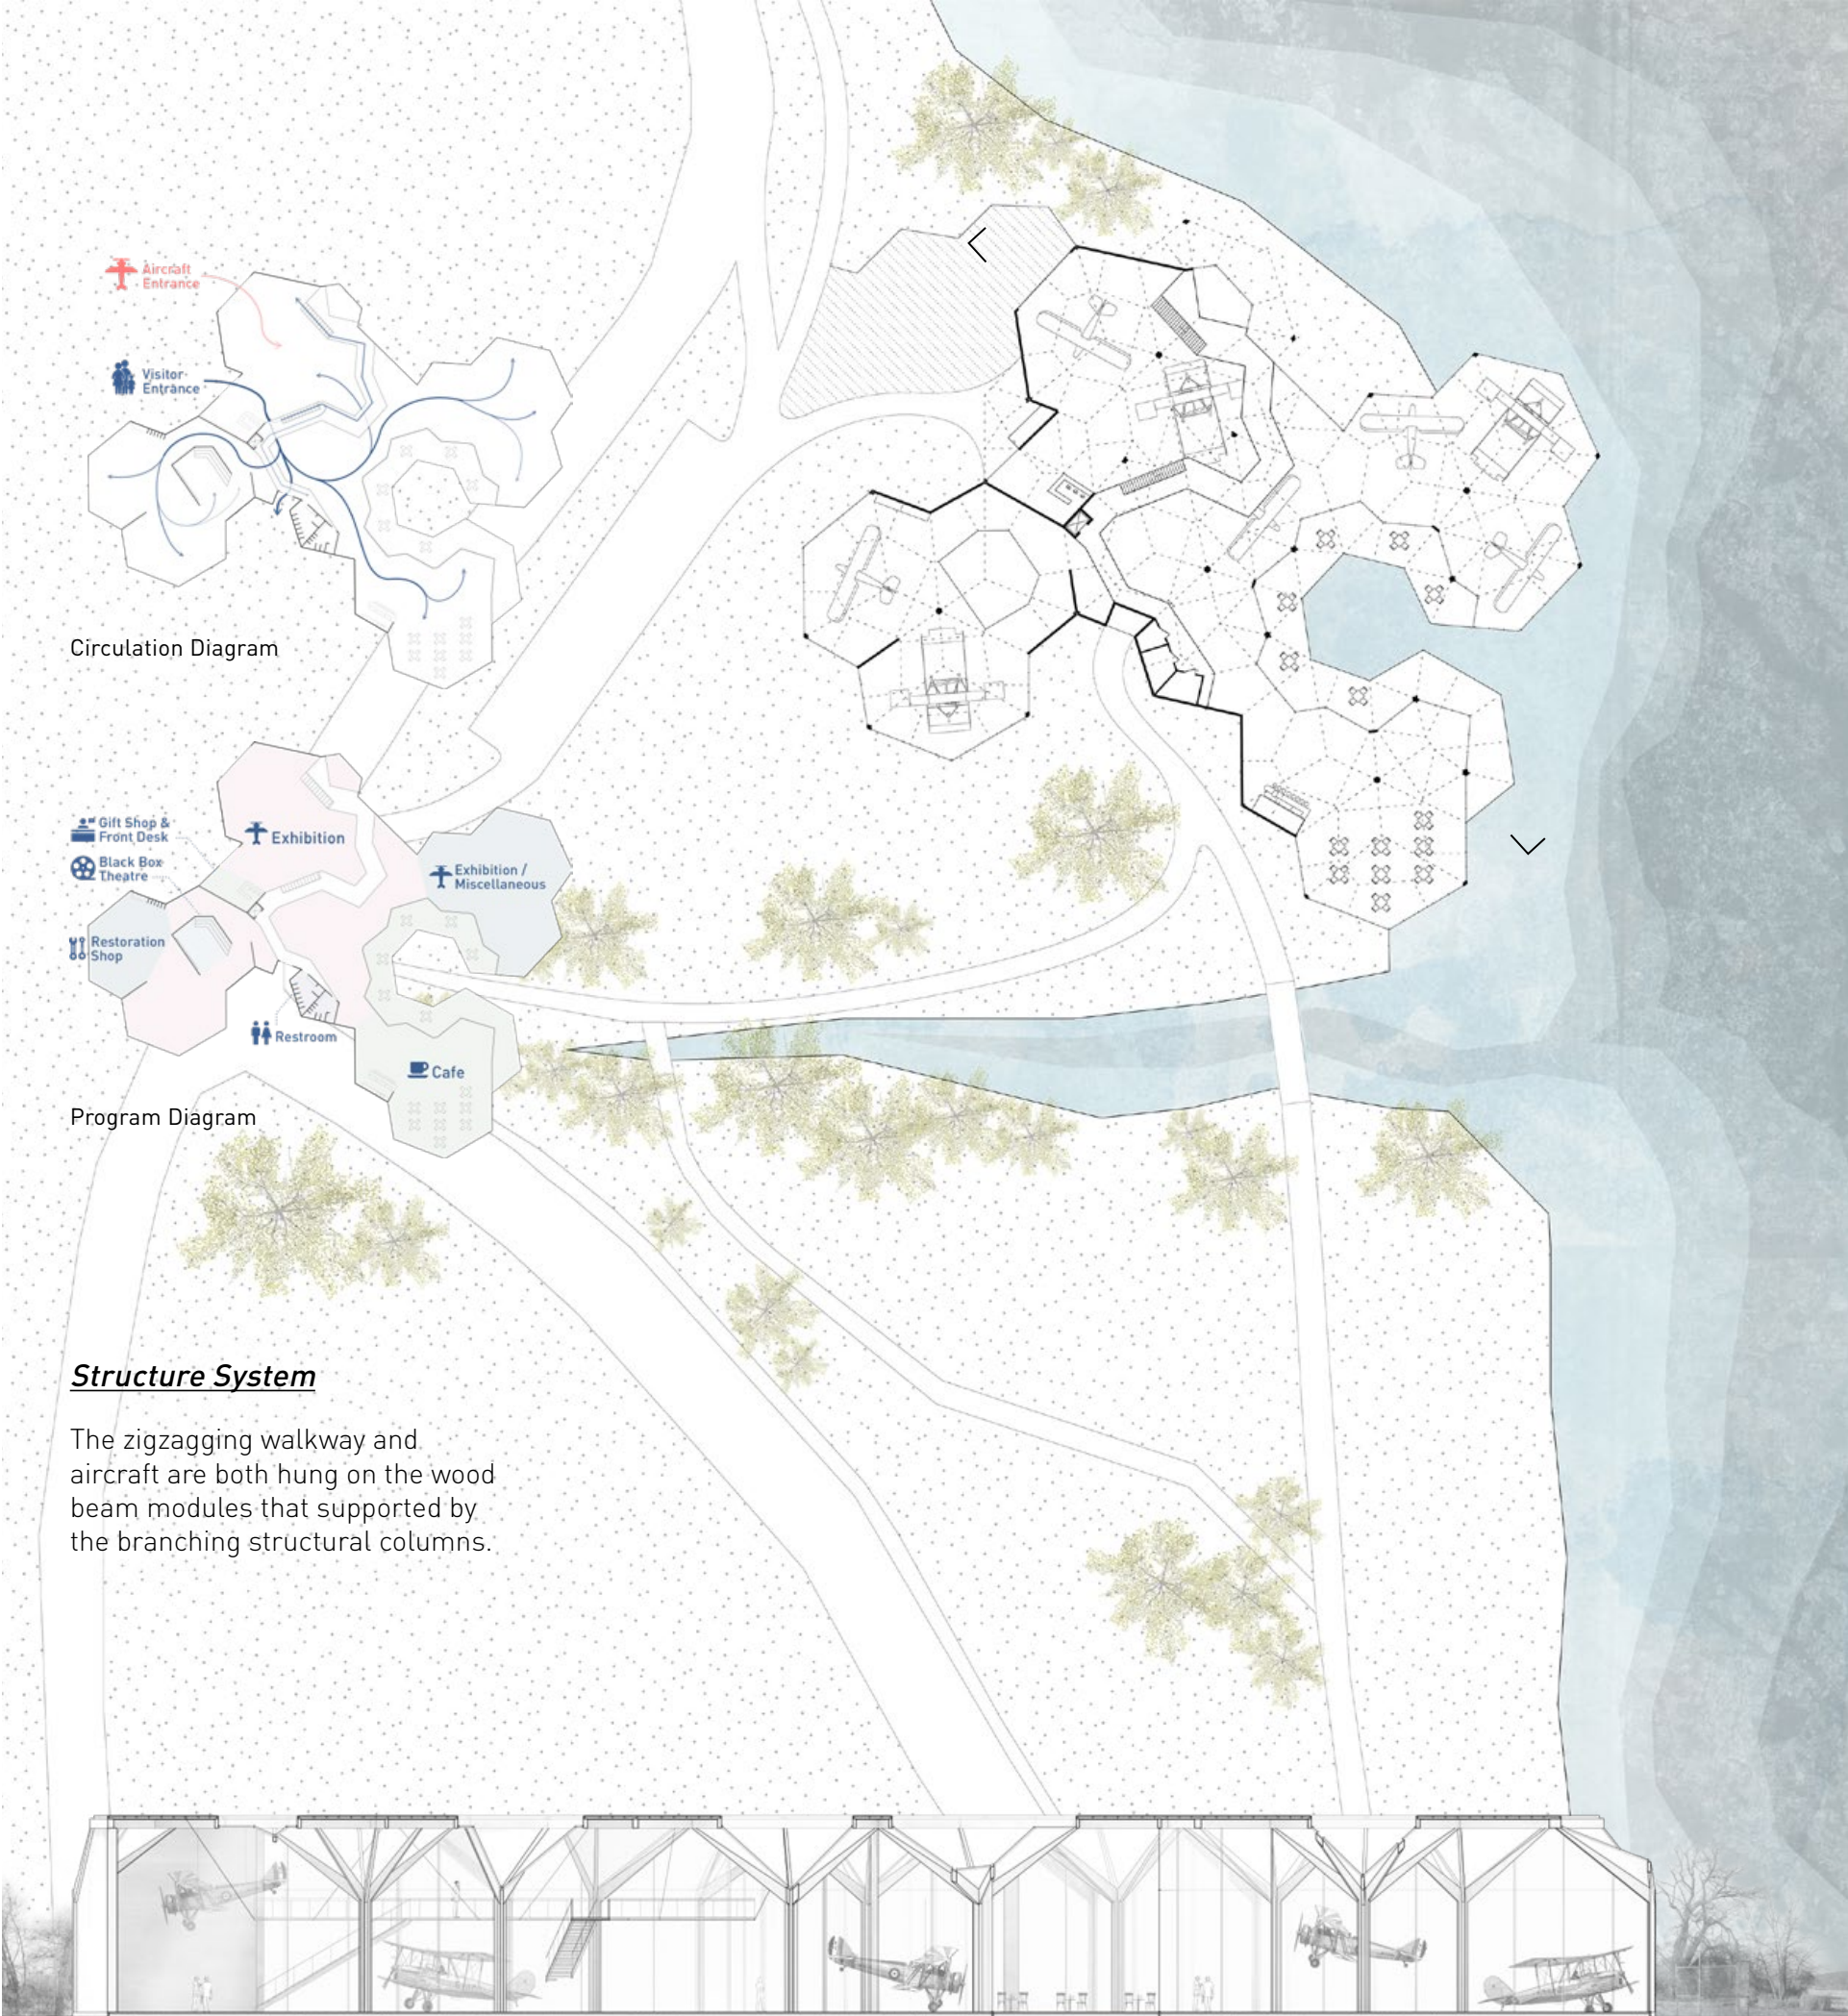 Aircraft
Entrance
Visitor
Entrance
Circulation Diagram
Gift Shop &
Front Desk
Exhibition
Black Box
Theatre
Exhibition /
Miscellaneous
Restoration
Shop
Restroom
Cafe
Program Diagram
Structure System
The zigzagging walkway and
aircraft are both hung on the wood
beam modules that supported by
the branching structural columns.